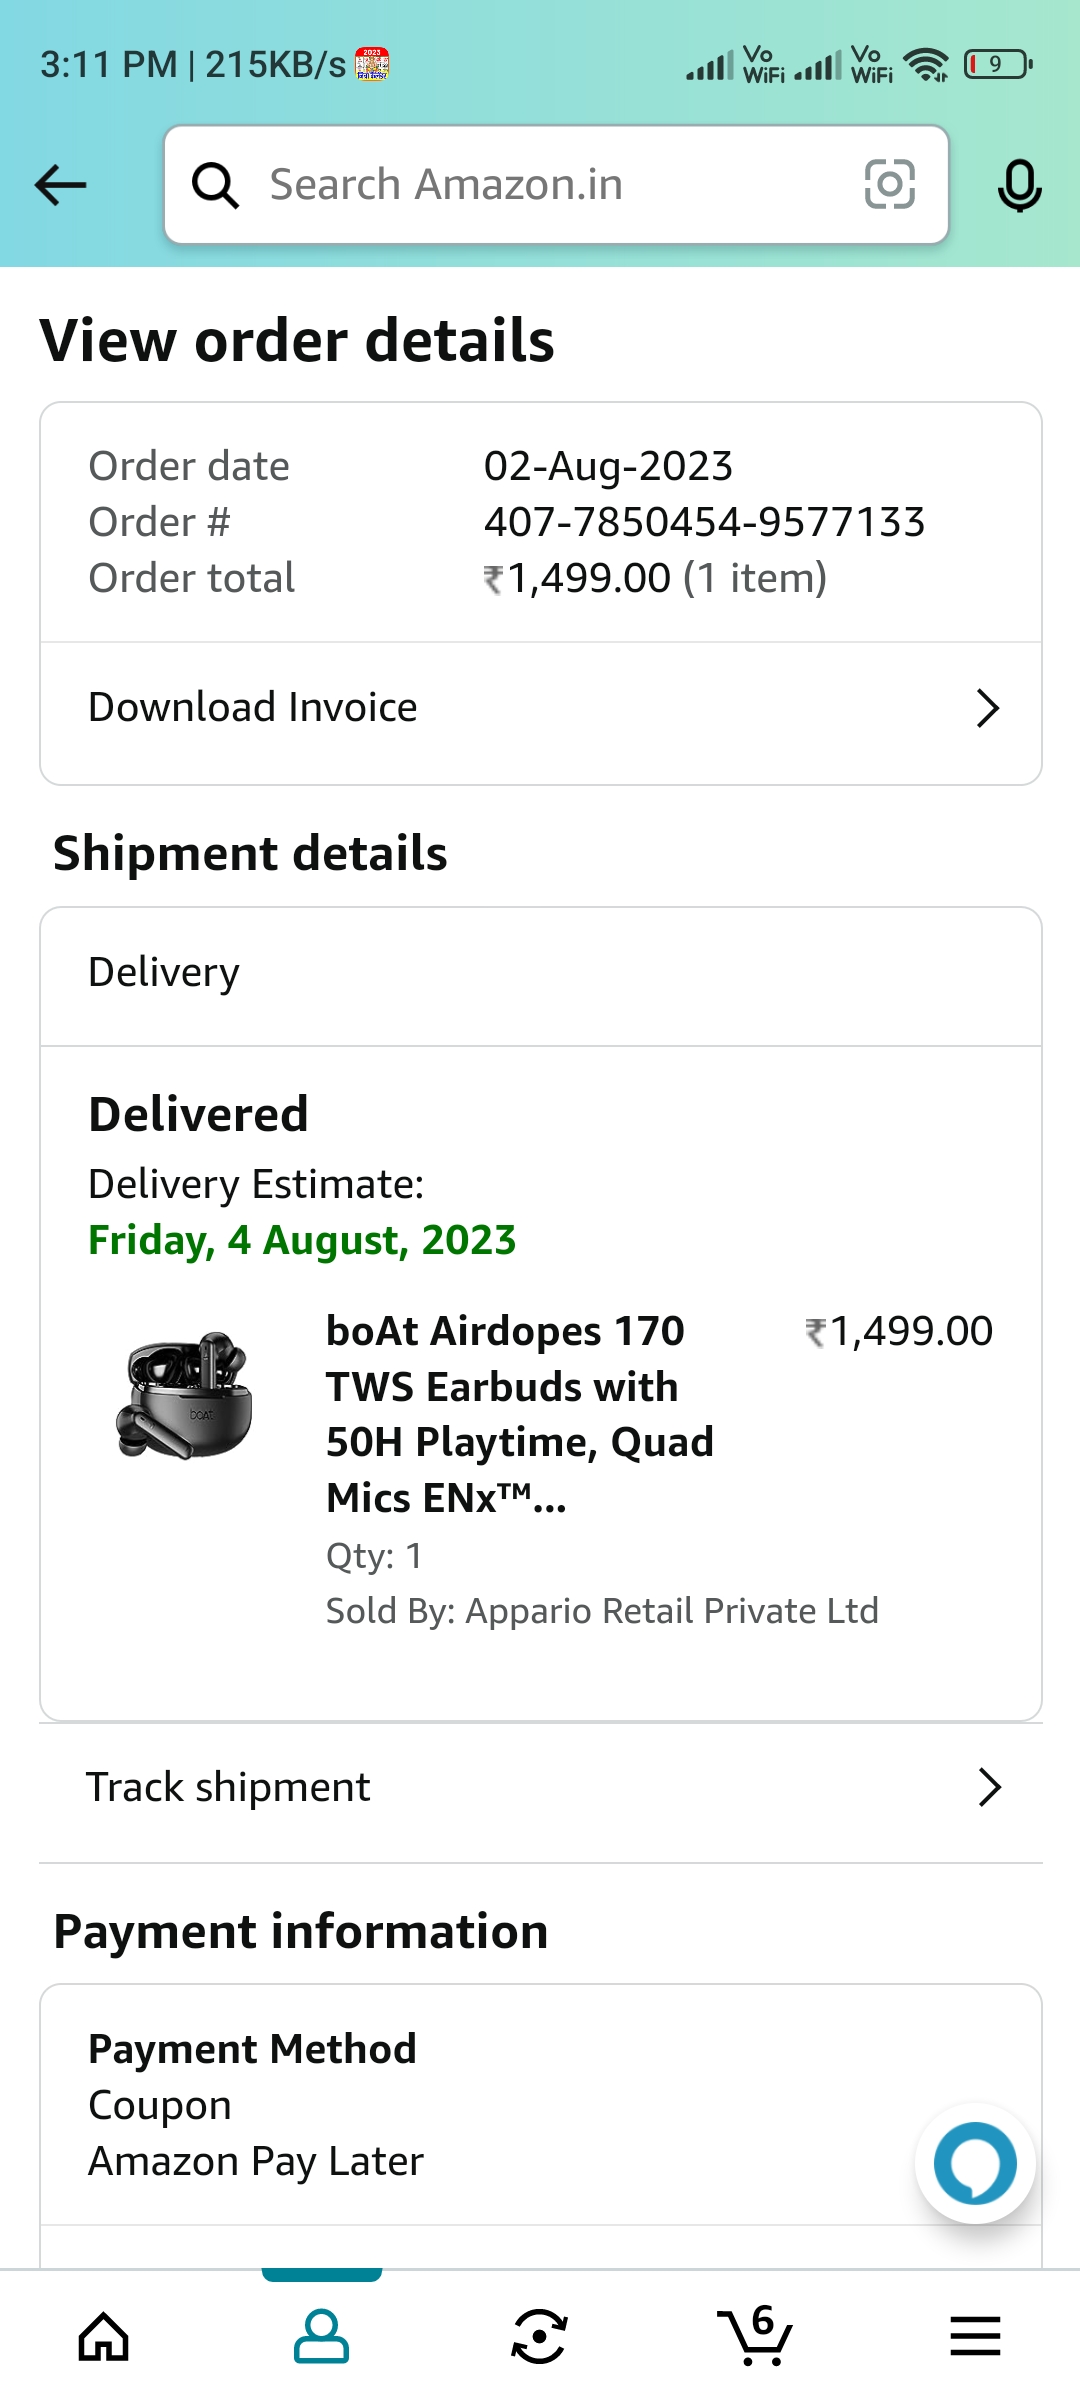 3:11 PM | 215KB/s
2023
Vo WiFi Vo WiFi 9
Search Amazon.in
View order details
Order date 02-Aug-2023
Order # 407-7850454-9577133
Order total ₹1,499.00 (1 item)
Download Invoice
Shipment details
Delivery
Delivered
Delivery Estimate:
Friday, 4 August, 2023
boAt
boAt Airdopes 170 ₹1,499.00
TWS Earbuds with
50H Playtime, Quad
Mics ENx™...
Qty: 1
Sold By: Appario Retail Private Ltd
Track shipment
Payment information
Payment Method
Coupon
Amazon Pay Later
6